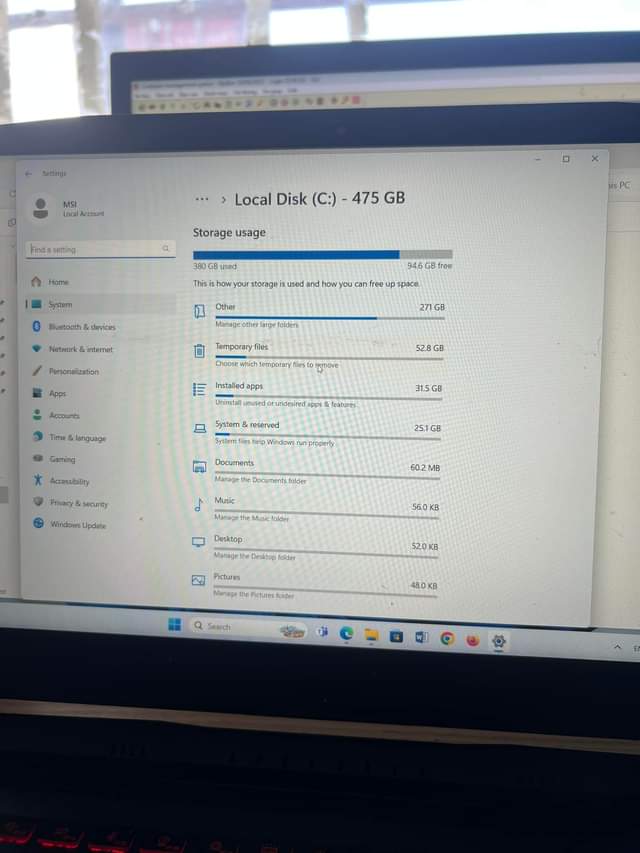 Settings
MSI
Local Account
Find a setting
Home
System
Bluetooth & devices
Network & internet
Personalization
Apps
Accounts
Time & language
Gaming
Accessibility
Privacy & security
Windows Update
··· > Local Disk (C:) - 475 GB
Storage usage
380 GB used 94.6 GB free
This is how your storage is used and how you can free up space.
Other 271 GB
Manage other large folders
Temporary files 52.8 GB
Choose which temporary files to remove
Installed apps 31.5 GB
Uninstall unused or undesired apps & features
System & reserved 25.1 GB
System files help Windows run properly
Documents 60.2 MB
Manage the Documents folder
Music 56.0 KB
Manage the Music folder
Desktop 52.0 KB
Manage the Desktop folder
Pictures 48.0 KB
Manage the Pictures folder
PC
Search